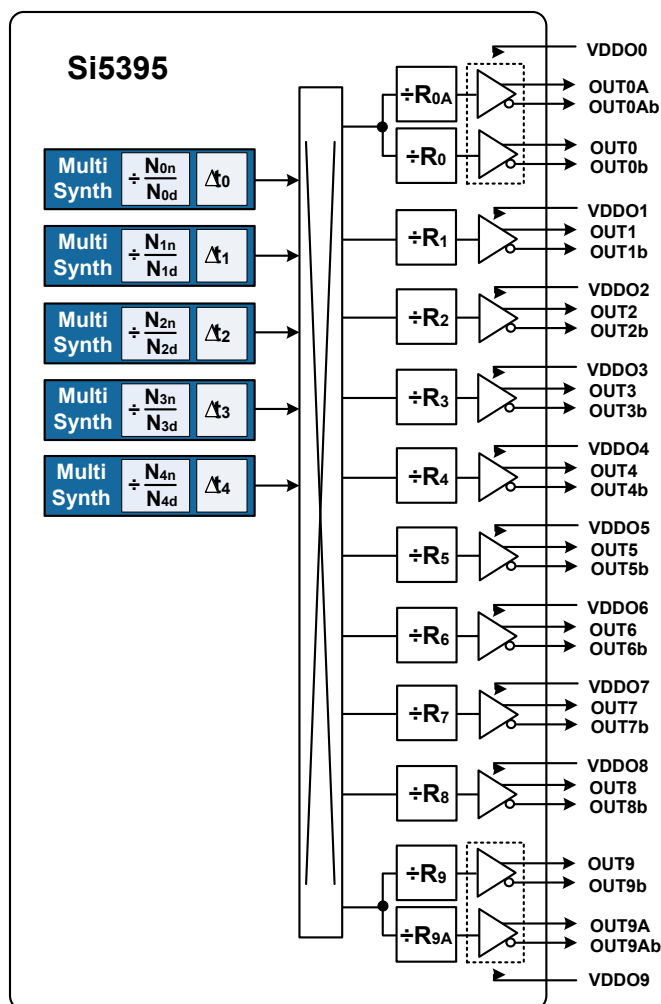 Si5395
Multi Synth ÷ N0n/N0d Δt0
Multi Synth ÷ N1n/N1d Δt1
Multi Synth ÷ N2n/N2d Δt2
Multi Synth ÷ N3n/N3d Δt3
Multi Synth ÷ N4n/N4d Δt4
÷R0A
÷R0
÷R1
÷R2
÷R3
÷R4
÷R5
÷R6
÷R7
÷R8
÷R9
÷R9A
VDDO0
OUT0A
OUT0Ab
OUT0
OUT0b
VDDO1
OUT1
OUT1b
VDDO2
OUT2
OUT2b
VDDO3
OUT3
OUT3b
VDDO4
OUT4
OUT4b
VDDO5
OUT5
OUT5b
VDDO6
OUT6
OUT6b
VDDO7
OUT7
OUT7b
VDDO8
OUT8
OUT8b
OUT9
OUT9b
OUT9A
OUT9Ab
VDDO9